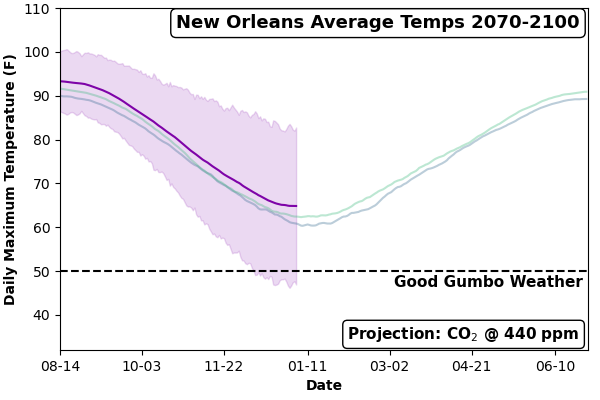 New Orleans Average Temps 2070-2100
Daily Maximum Temperature (F)
110
100
90
80
70
60
50
40
Good Gumbo Weather
Projection: CO₂ @ 440 ppm
08-14 10-03 11-22 01-11 03-02 04-21 06-10
Date